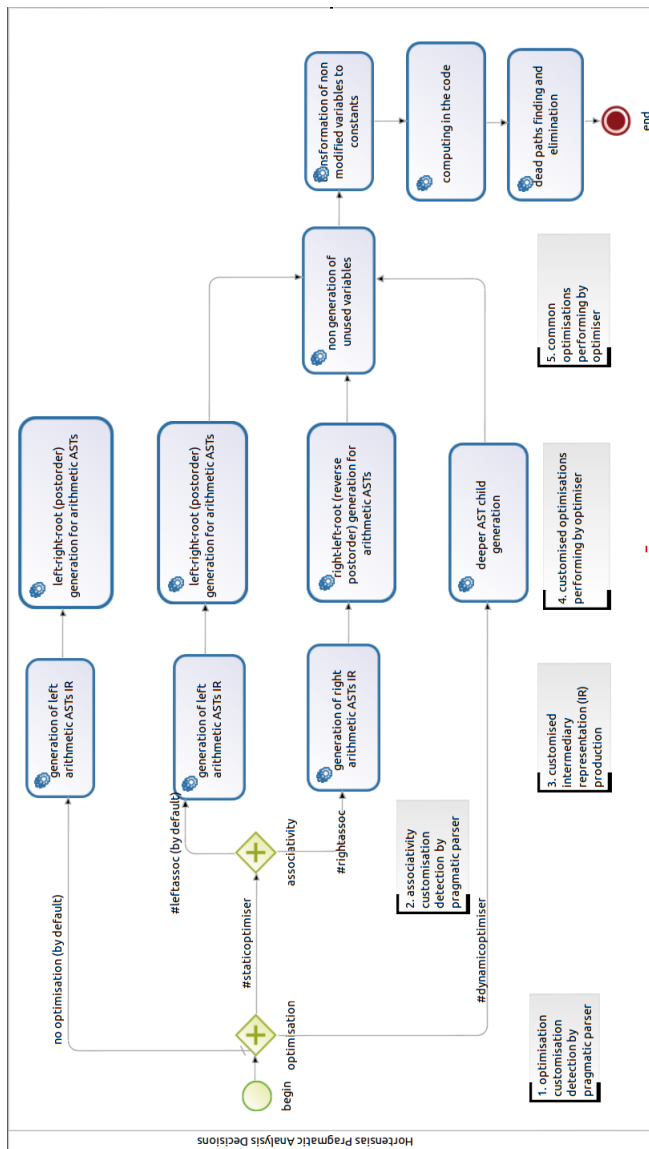 Hortensias Pragmatic Analysis Decisions
begin
optimisation
no optimisation (by default)
#staticoptimiser
#dynamicoptimiser
associativity
#leftassoc (by default)
#rightassoc
generation of left
arithmetic ASTs IR
left-right-root (postorder)
generation for arithmetic ASTs
generation of left
arithmetic ASTs IR
left-right-root (postorder)
generation for arithmetic ASTs
generation of right
arithmetic ASTs IR
right-left-root (reverse
postorder) generation for
arithmetic ASTs
deeper AST child
generation
non generation of
unused variables
nsformation of non
modified variables to
constants
computing in the code
dead paths finding and
elimination
end
1. optimisation
customisation
detection by
pragmatic parser
2. associativity
customisation
detection by
pragmatic parser
3. customised
intermediary
representation (IR)
production
4. customised optimisations
performing by optimiser
5. common
optimisations
performing by
optimiser